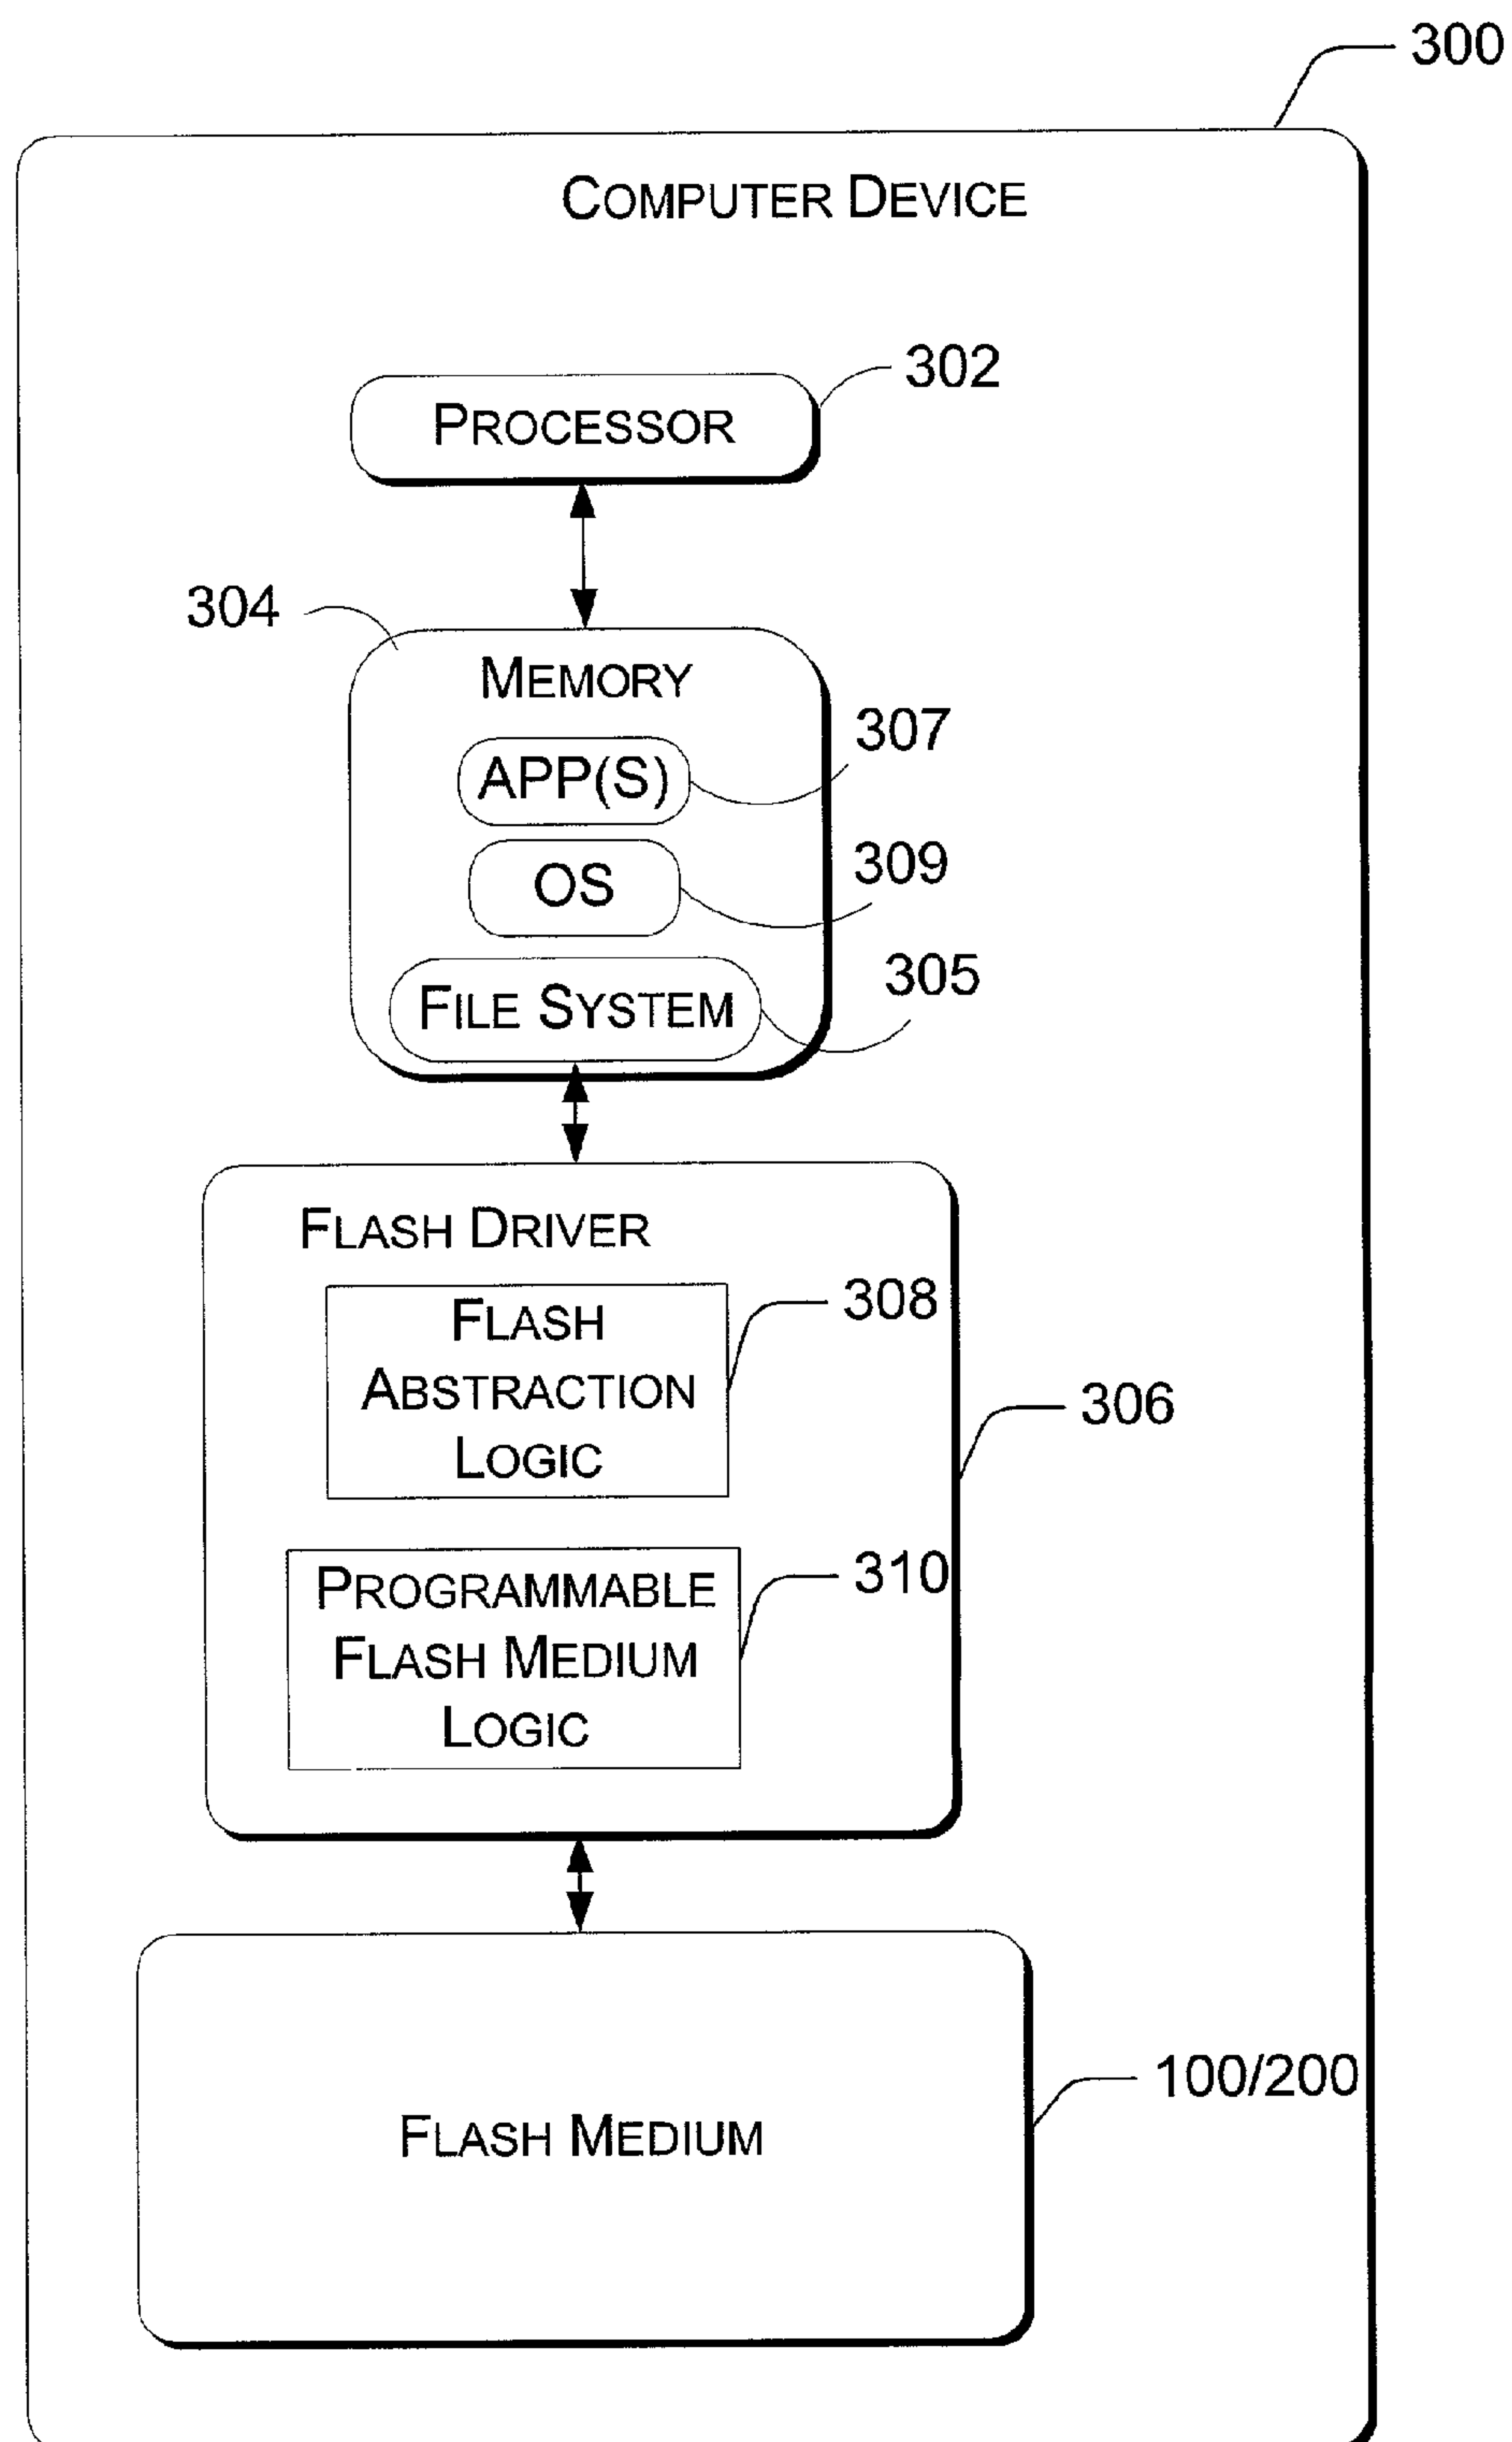 300
COMPUTER DEVICE
302
PROCESSOR
304
MEMORY
307
APP(S)
309
OS
305
FILE SYSTEM
FLASH DRIVER
308
FLASH
ABSTRACTION
LOGIC
306
310
PROGRAMMABLE
FLASH MEDIUM
LOGIC
100/200
FLASH MEDIUM